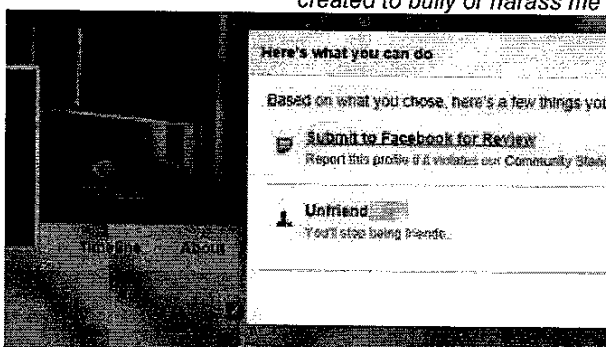 created to bully or harass me
Here's what you can do
Based on what you chose, here's a few things you
Submit to Facebook for Review
Report this profile if it violates our Community Stan
Unfriend
You'll stop being friends.
Timeline About